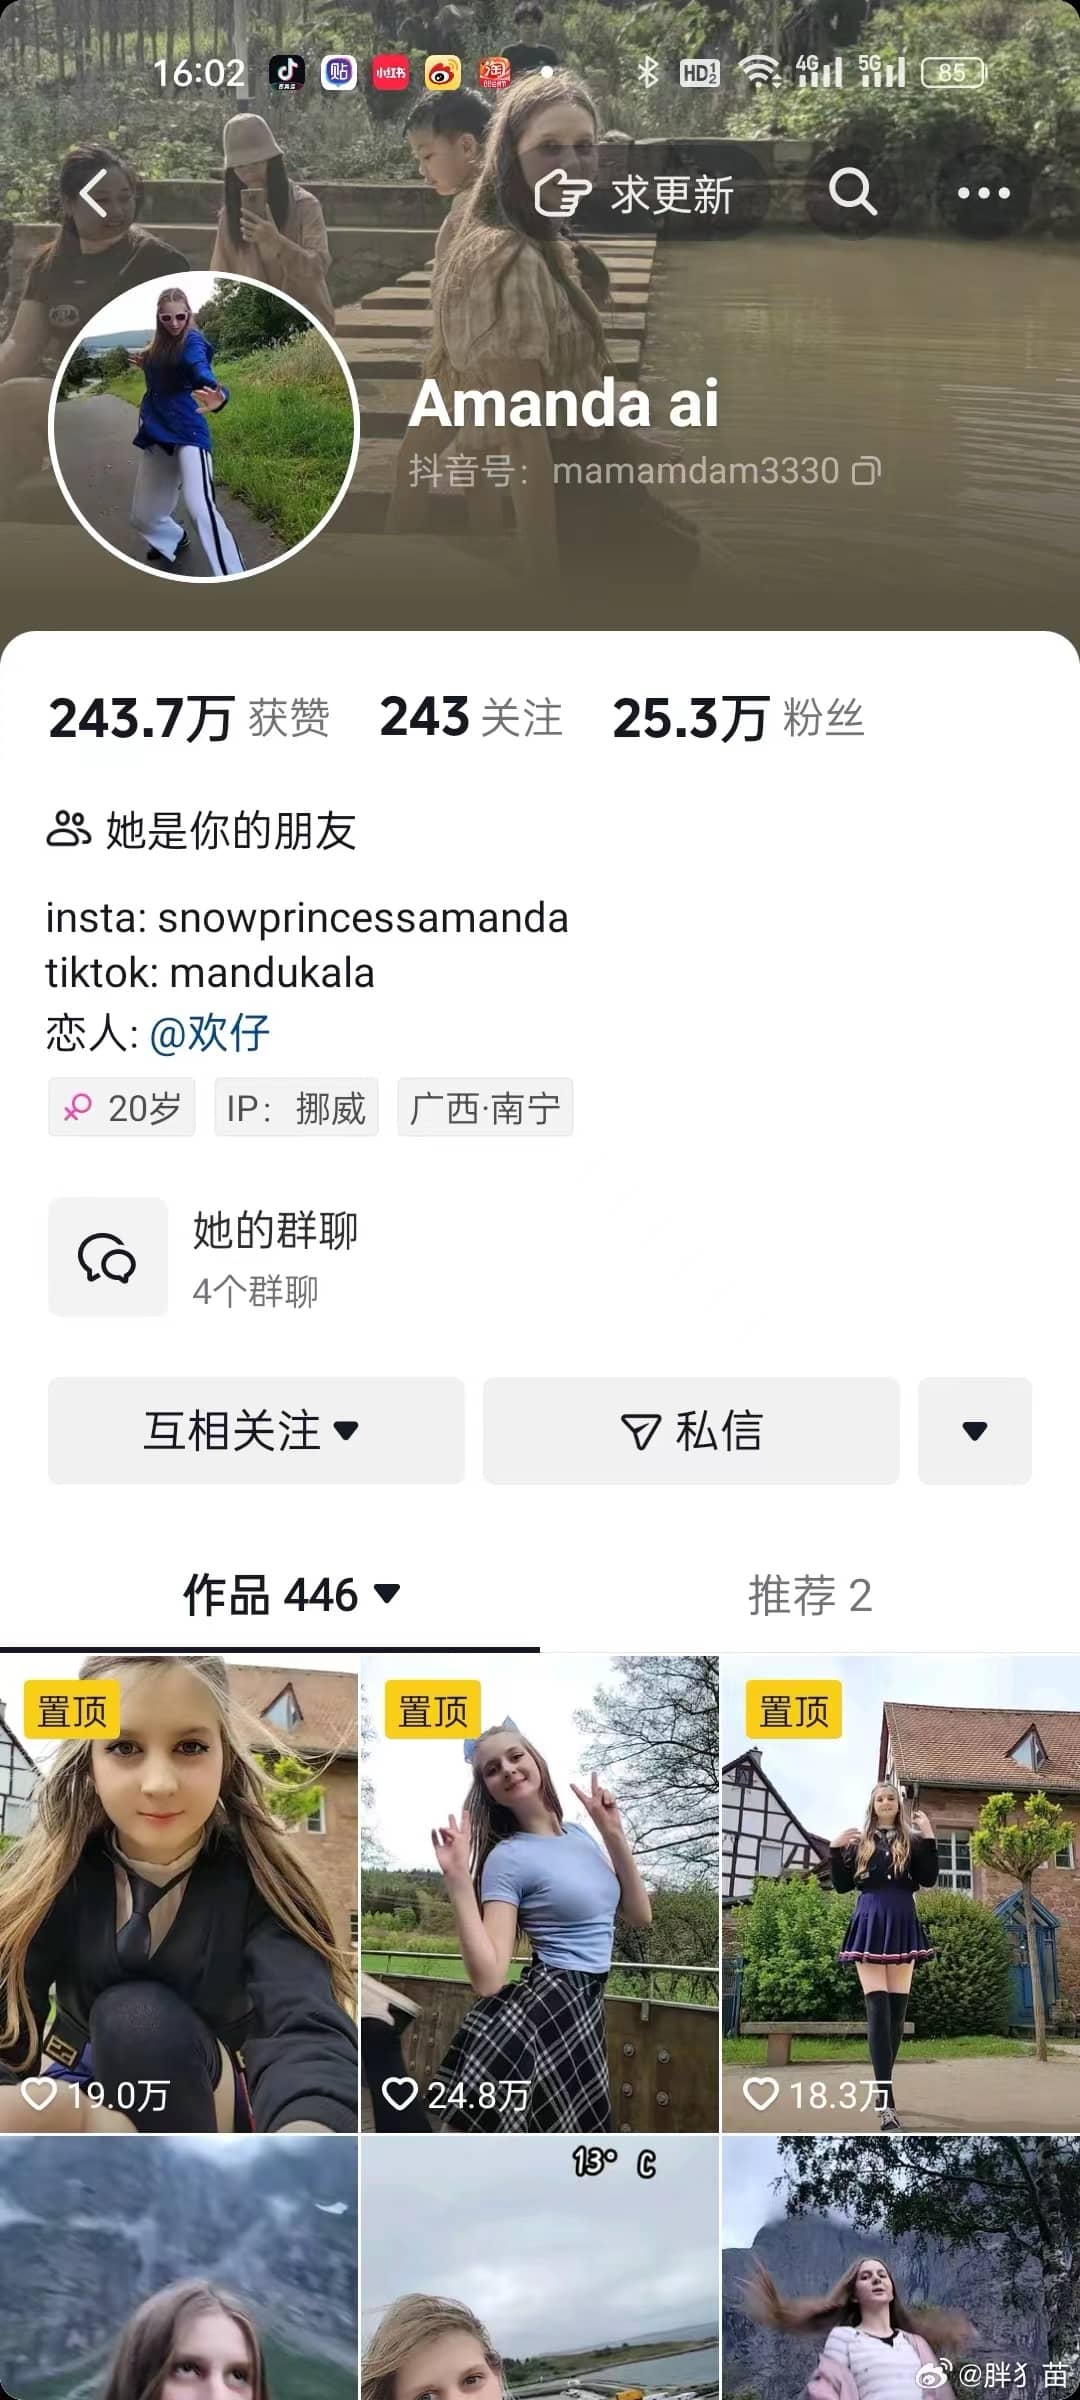 16:02 贴 小红书 淘 HD 1 2 4G 5G 85
求更新
Amanda ai
抖音号：mamamdam3330
243.7万 获赞 243 关注 25.3万 粉丝
她是你的朋友
insta: snowprincessamanda
tiktok: mandukala
恋人: @欢仔
20岁 IP：挪威 广西·南宁
她的群聊
4个群聊
互相关注 私信
作品 446 推荐 2
置顶 置顶 置顶
19.0万 24.8万 18.3万
13° C
@胖犭苗